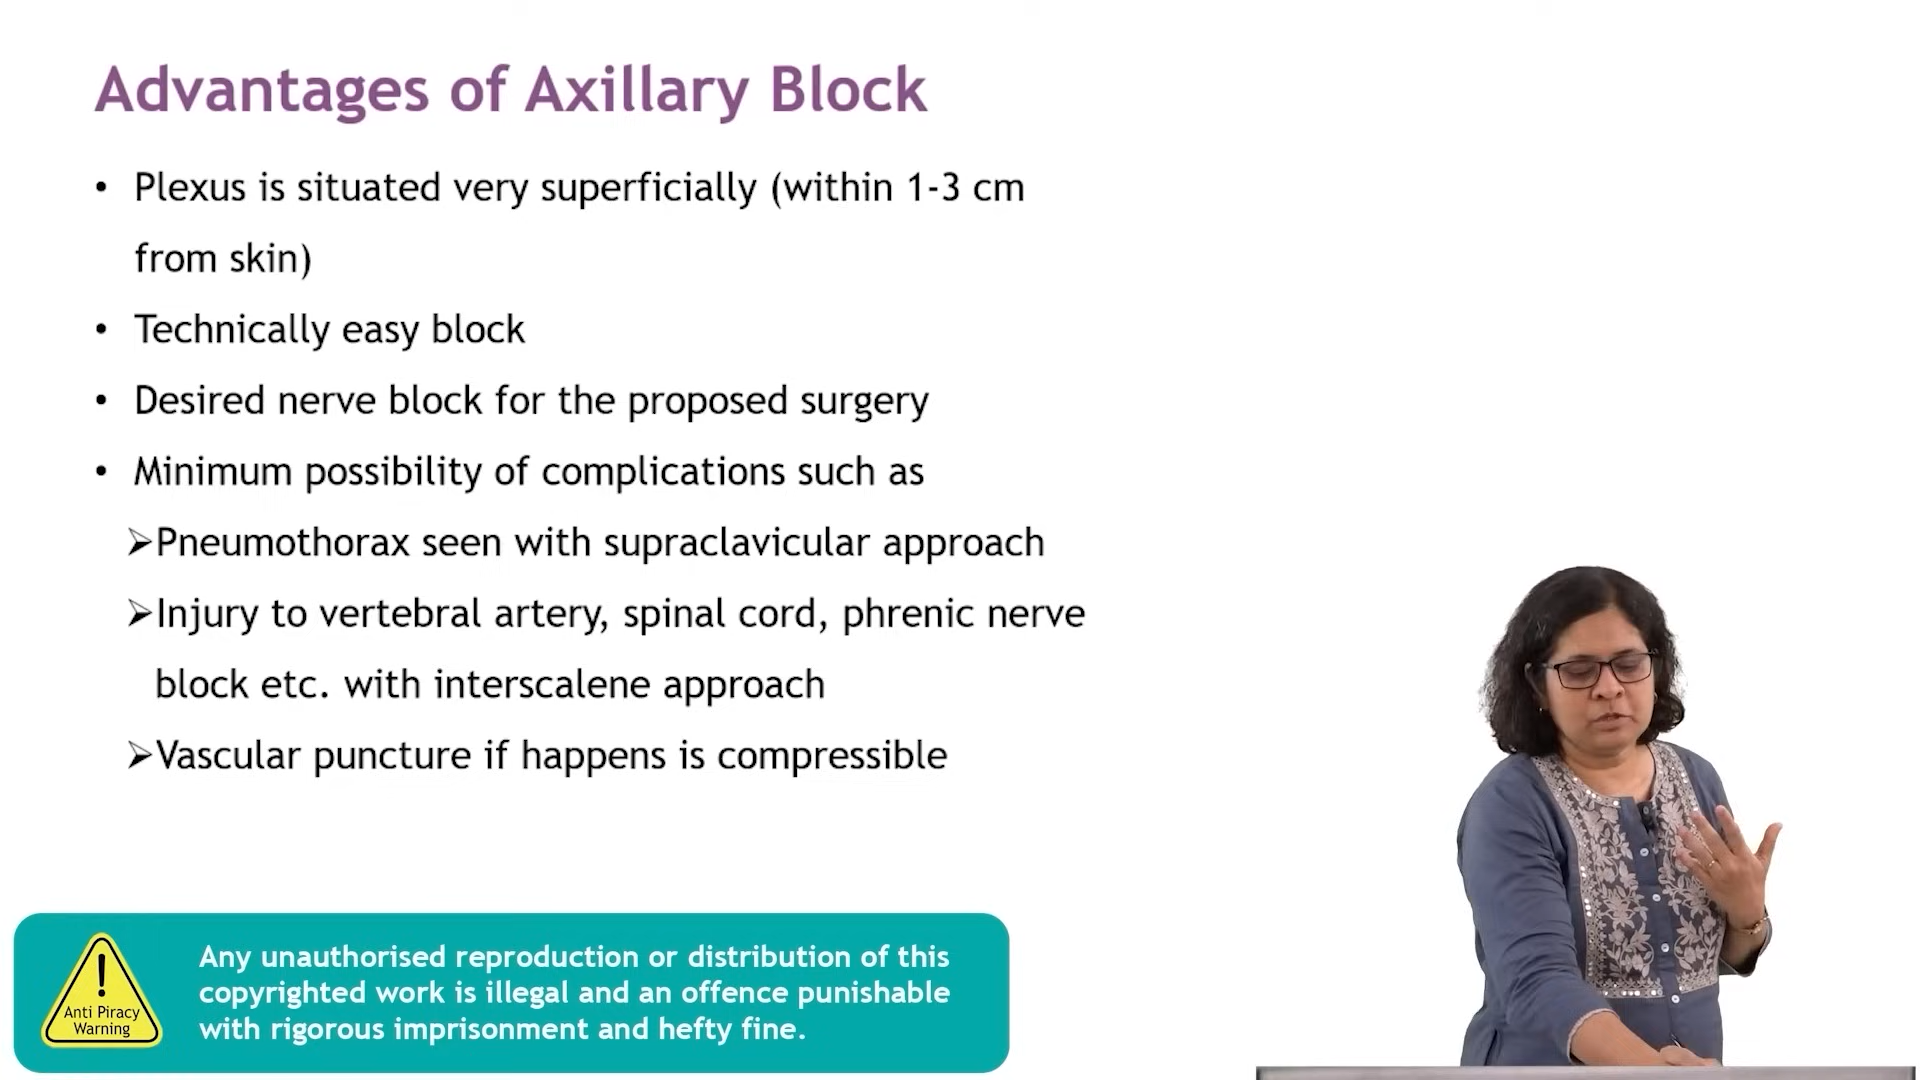 Advantages of Axillary Block
• Plexus is situated very superficially (within 1-3 cm
from skin)
• Technically easy block
• Desired nerve block for the proposed surgery
• Minimum possibility of complications such as
➢Pneumothorax seen with supraclavicular approach
➢Injury to vertebral artery, spinal cord, phrenic nerve
block etc. with interscalene approach
➢Vascular puncture if happens is compressible
!
Anti Piracy
Warning
Any unauthorised reproduction or distribution of this
copyrighted work is illegal and an offence punishable
with rigorous imprisonment and hefty fine.